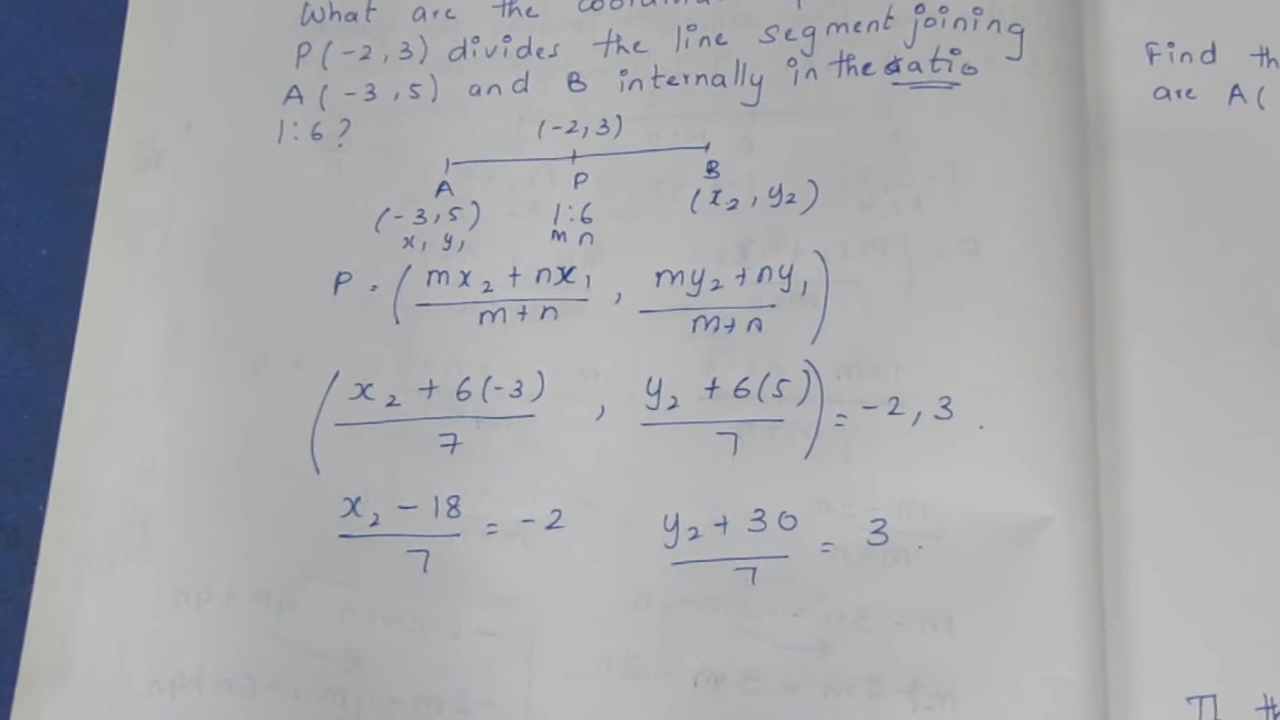 What are the
P(-2,3) divides the line segment joining
A(-3,5) and B internally in the ratio
1:6?
(-2,3)
A P B
(-3,5) 1:6 (x₂, y₂)
x₁ y₁ m n
P = ( (mx₂ + nx₁)/(m+n) , (my₂ + ny₁)/(m+n) )
( (x₂ + 6(-3))/7 , (y₂ + 6(5))/7 ) = -2, 3.
(x₂ - 18)/7 = -2 (y₂ + 30)/7 = 3.
Find
are A(